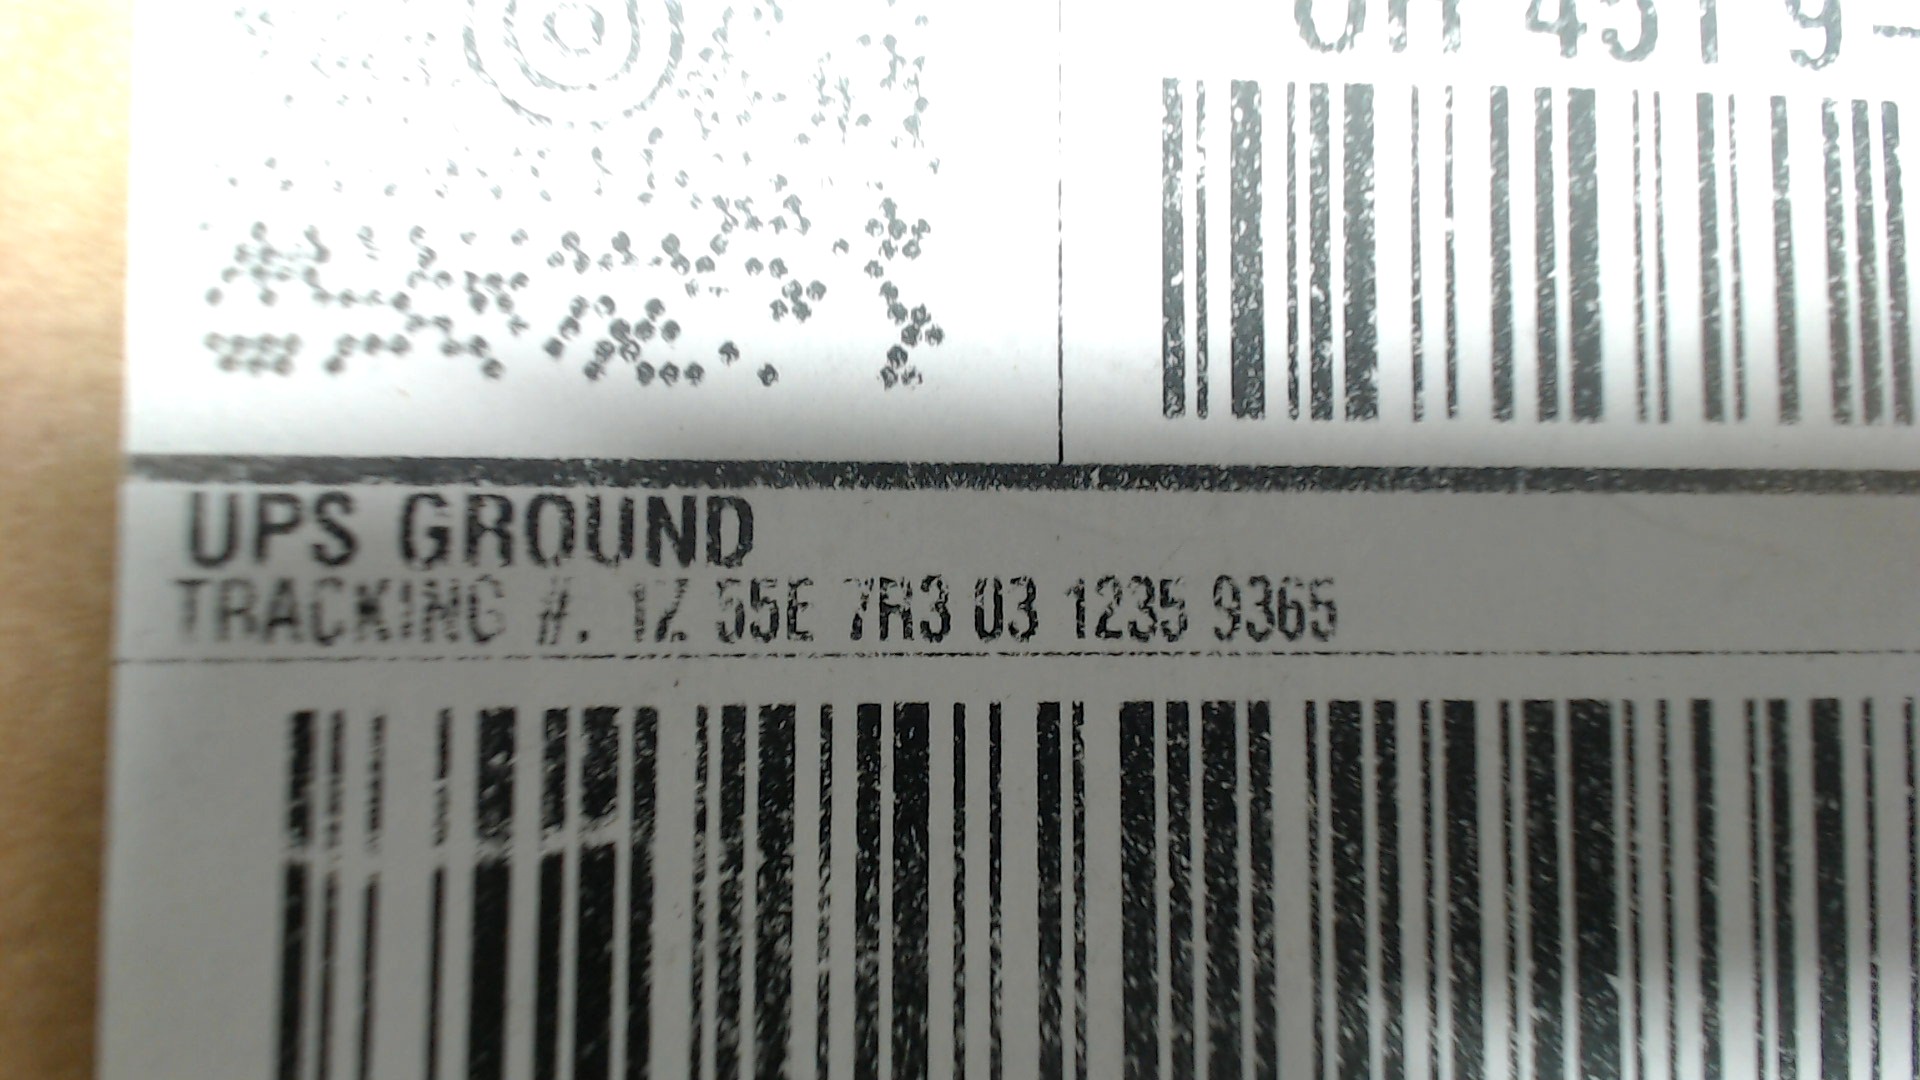 UPS GROUND
TRACKING #: 1Z 55E 7R3 03 1235 9365